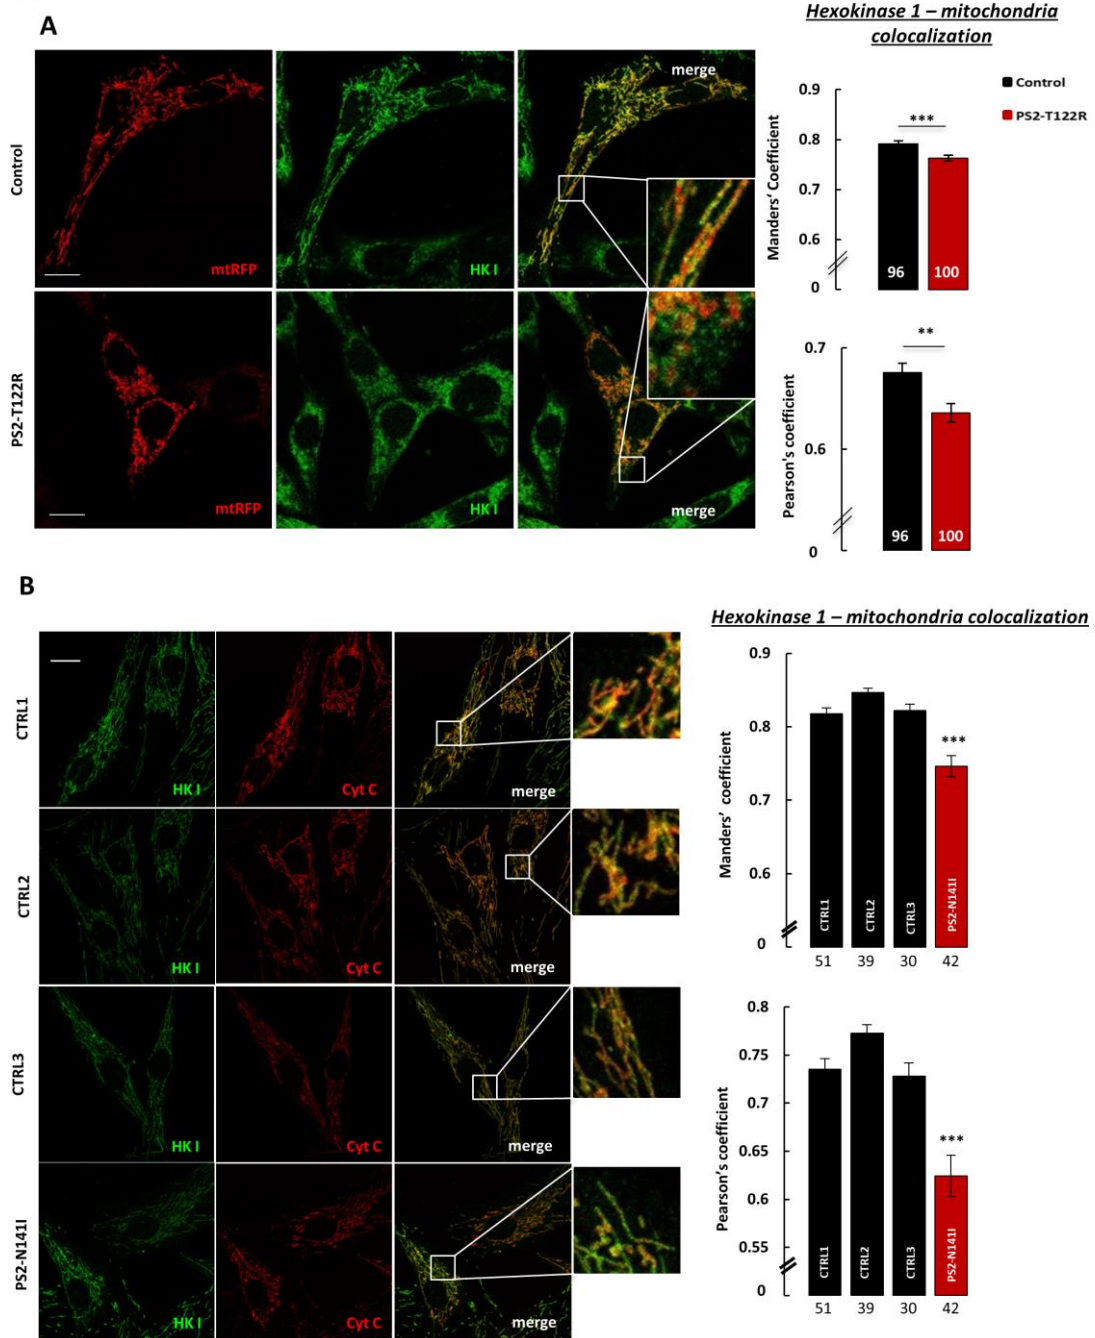 A
Hexokinase 1 – mitochondria
colocalization
Control
mtRFP
HK I
merge
Control
PS2-T122R
Manders’ Coefficient
0.9
0.8
0.7
0.6
0
***
96
100
PS2-T122R
mtRFP
HK I
merge
Pearson's coefficient
0.7
0.6
0
**
96
100
B
Hexokinase 1 – mitochondria colocalization
CTRL1
HK I
Cyt C
merge
CTRL2
HK I
Cyt C
merge
CTRL3
HK I
Cyt C
merge
PS2-N141I
HK I
Cyt C
merge
Manders’ coefficient
0.9
0.8
0.7
0
***
CTRL1
CTRL2
CTRL3
PS2-N141I
51 39 30 42
Pearson’s coefficient
0.8
0.75
0.7
0.65
0.6
0.55
0
***
CTRL1
CTRL2
CTRL3
PS2-N141I
51 39 30 42